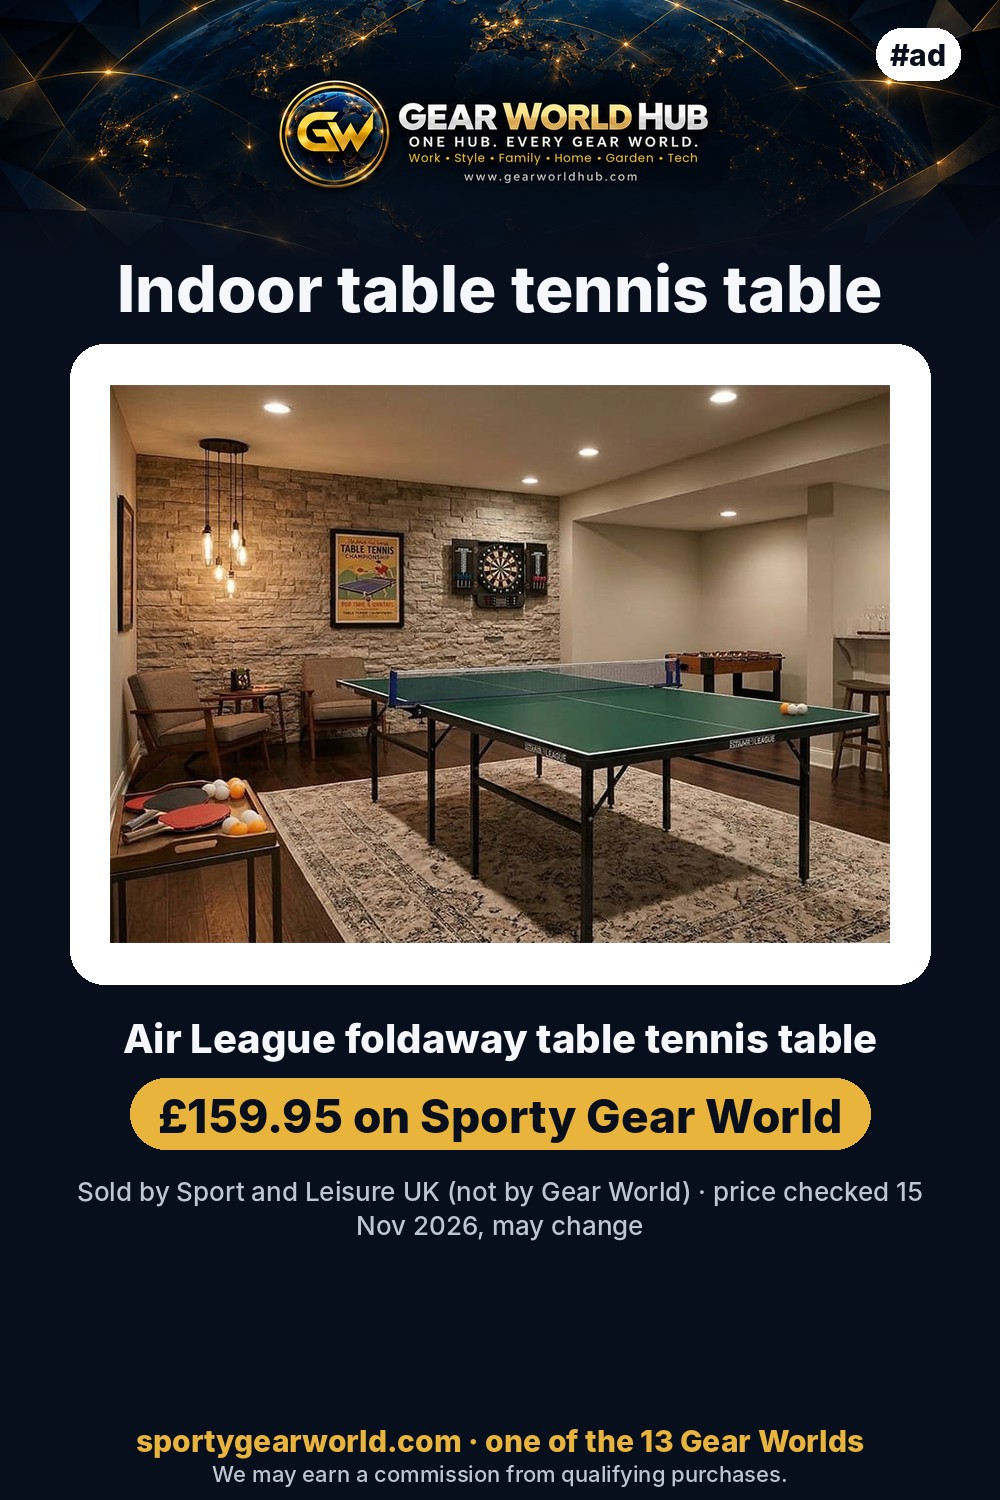 #ad
GW
GEAR WORLD HUB
ONE HUB. EVERY GEAR WORLD.
Work • Style • Family • Home • Garden • Tech
www.gearworldhub.com
Indoor table tennis table
TABLE TENNIS
CHAMPIONSHIP
LEAGUE
LEAGUE
Air League foldaway table tennis table
£159.95 on Sporty Gear World
Sold by Sport and Leisure UK (not by Gear World) · price checked 15
Nov 2026, may change
sportygearworld.com · one of the 13 Gear Worlds
We may earn a commission from qualifying purchases.